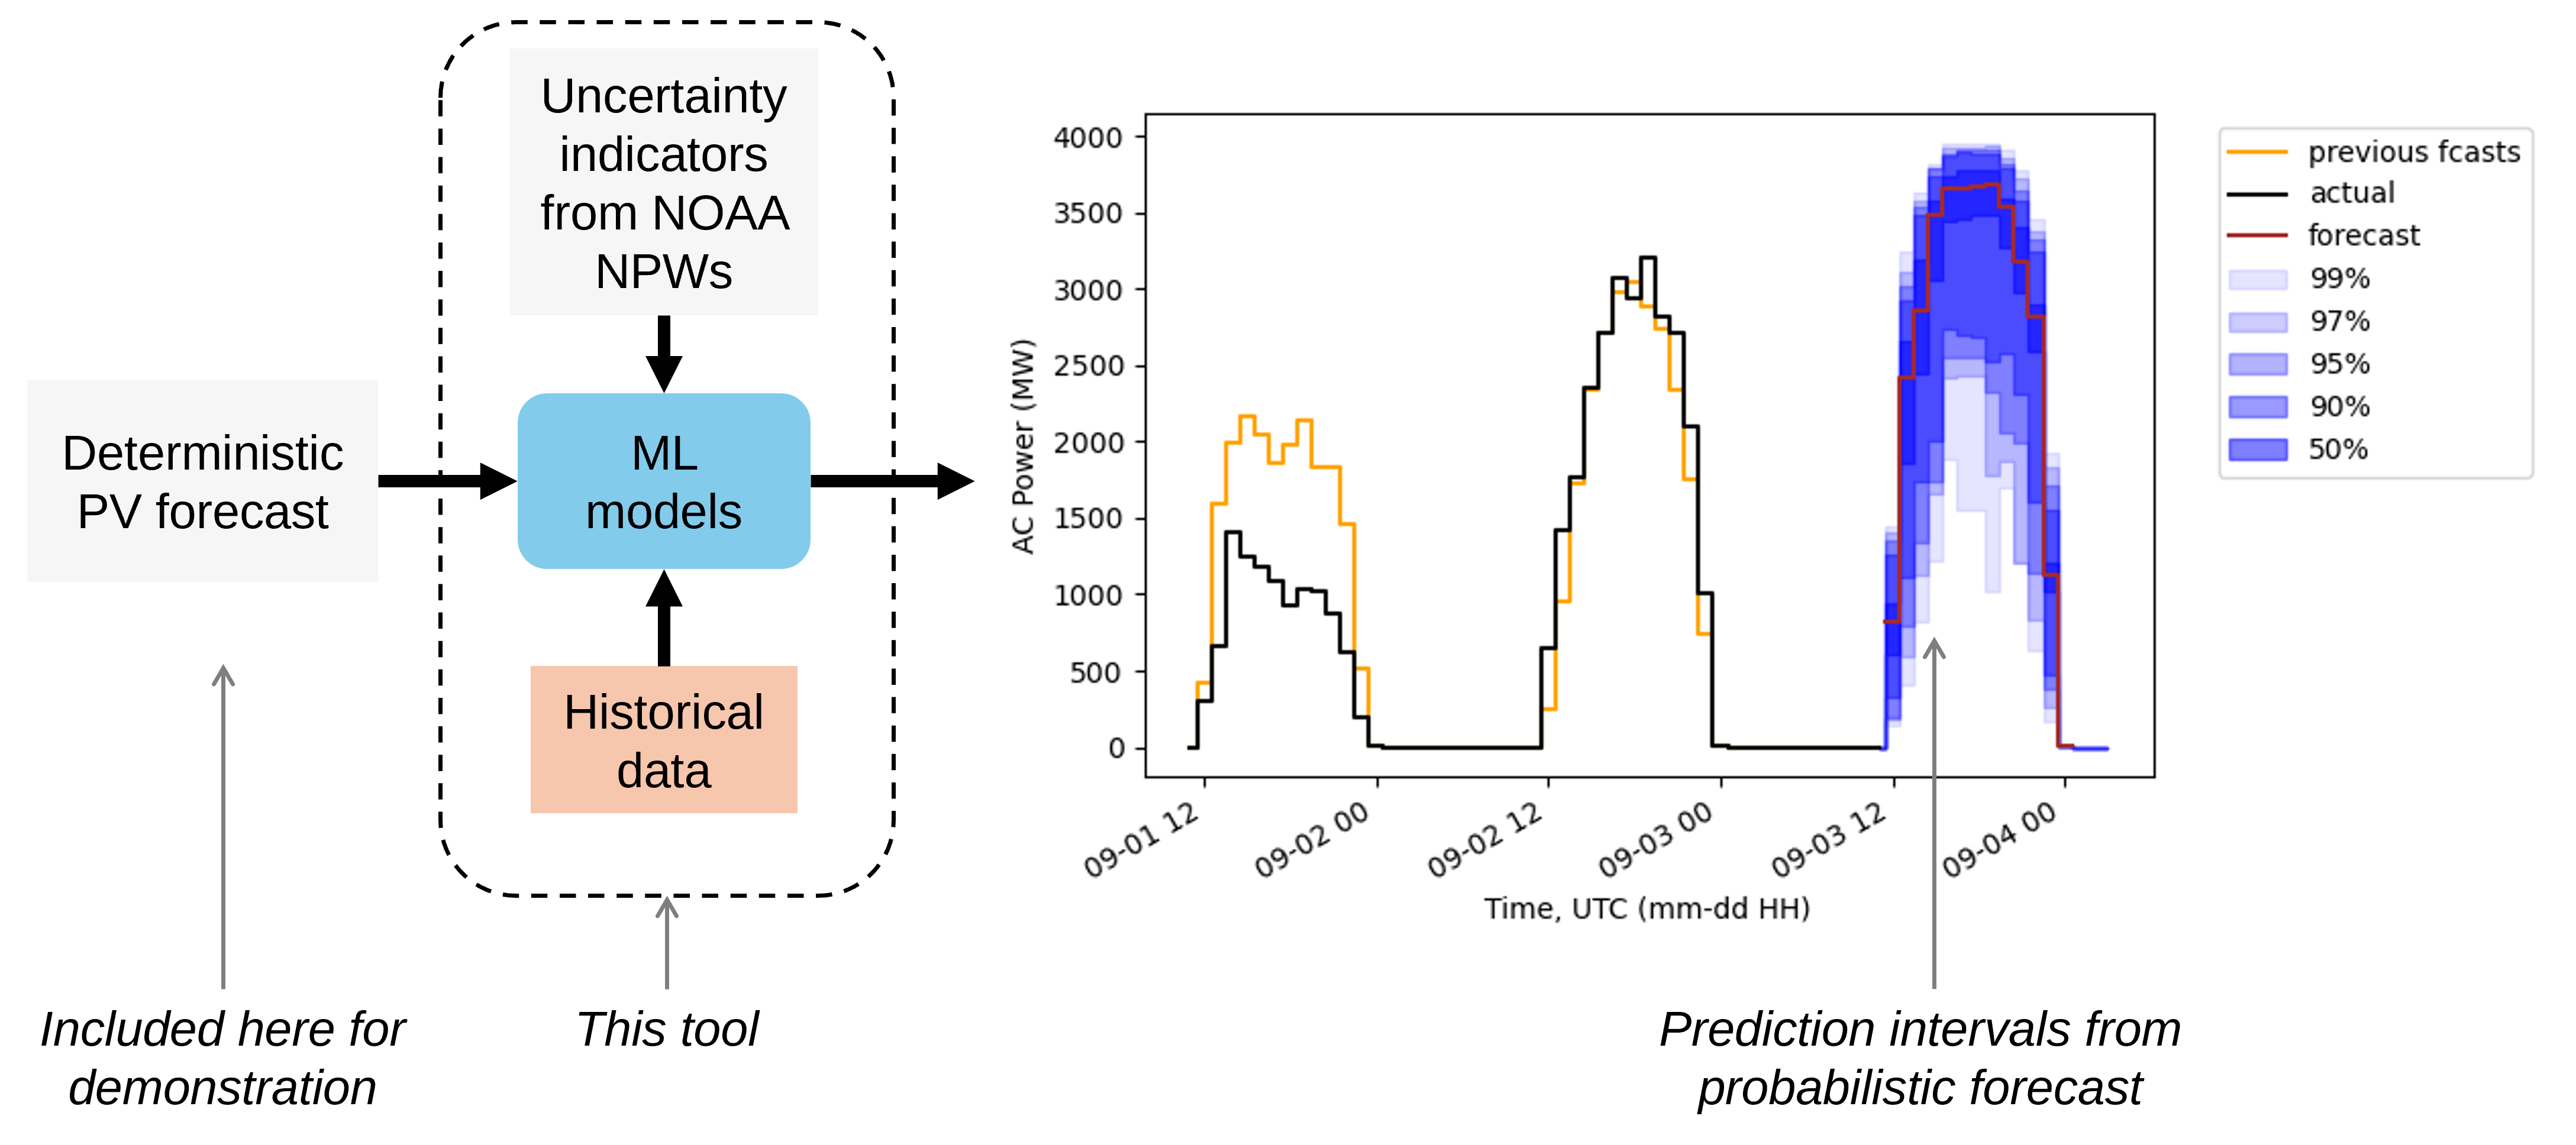 Uncertainty
indicators
from NOAA
NPWs
Deterministic
PV forecast
ML
models
Historical
data
Included here for
demonstration
This tool
AC Power (MW)
4000
3500
3000
2500
2000
1500
1000
500
0
09-01 12
09-02 00
09-02 12
09-03 00
09-03 12
09-04 00
Time, UTC (mm-dd HH)
previous fcasts
actual
forecast
99%
97%
95%
90%
50%
Prediction intervals from
probabilistic forecast